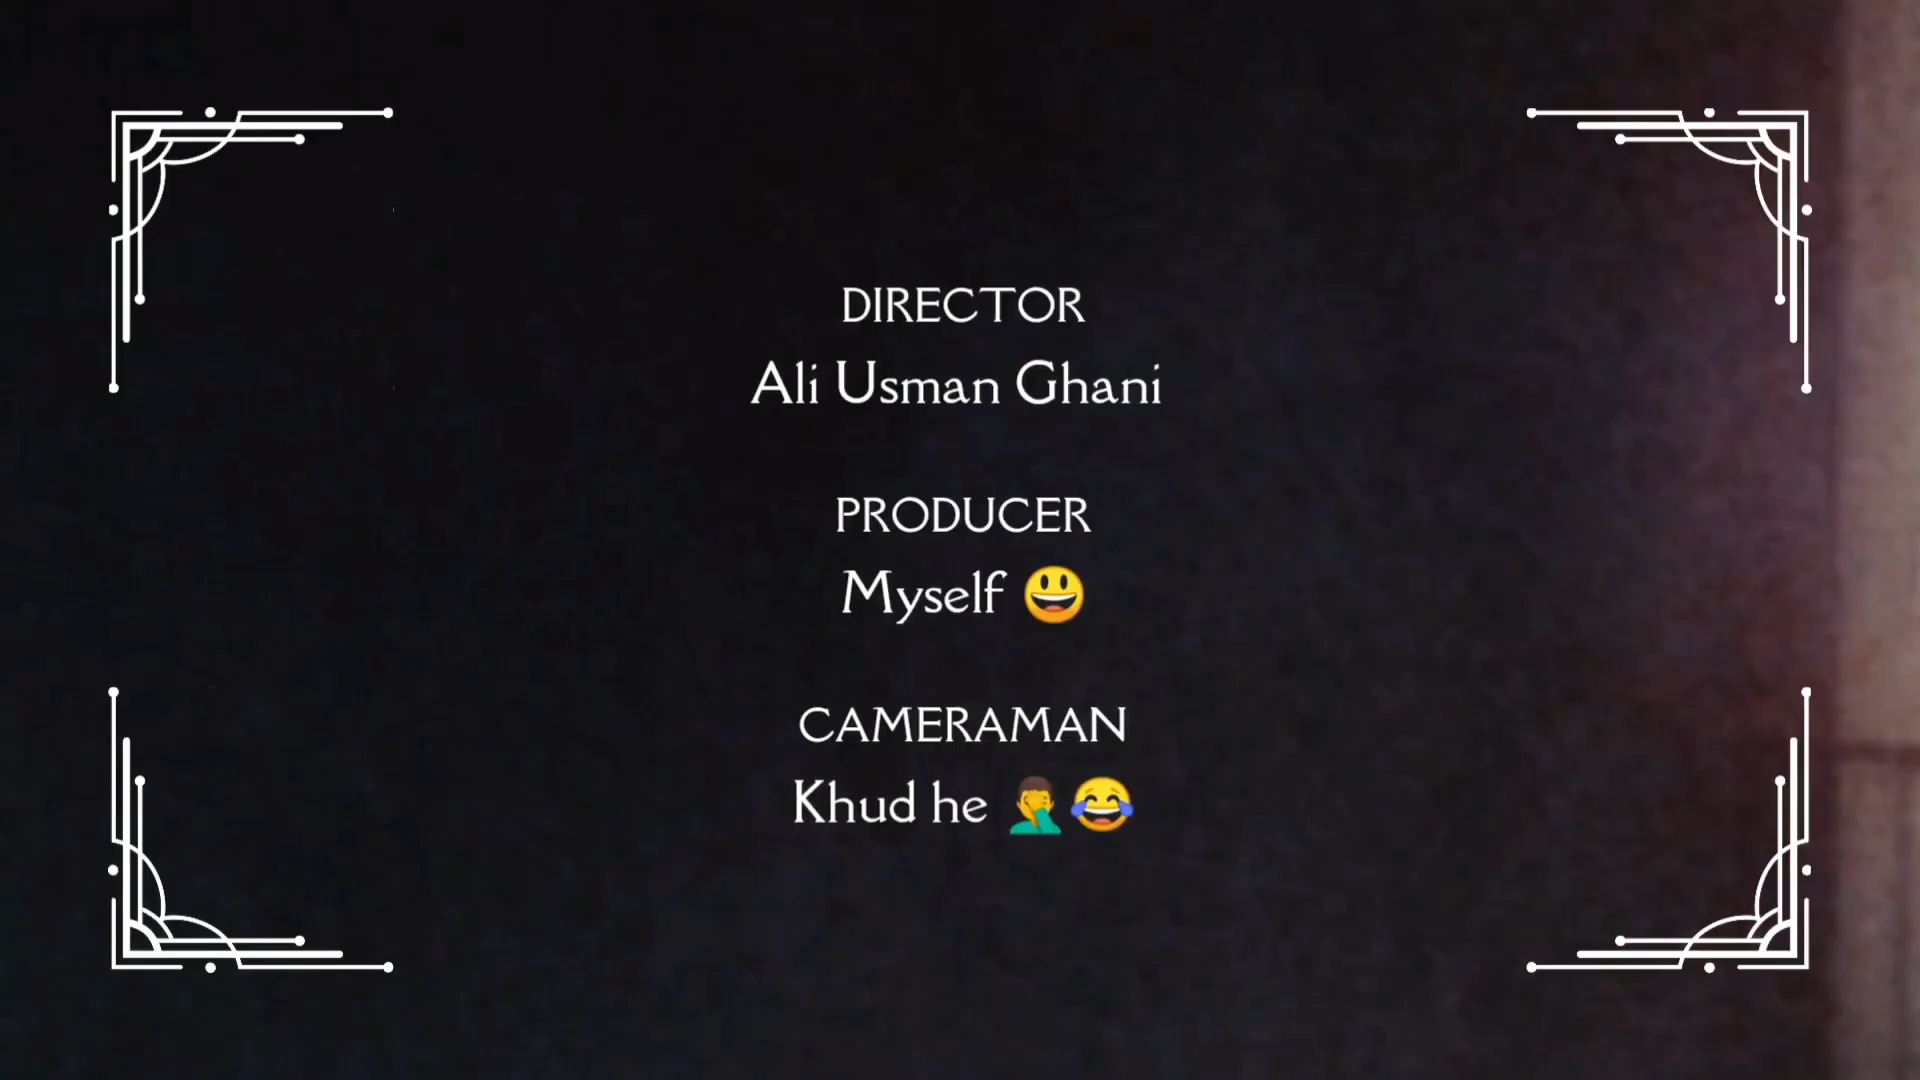 DIRECTOR
Ali Usman Ghani
PRODUCER
Myself 😃
CAMERAMAN
Khud he 🤦‍♂️😂